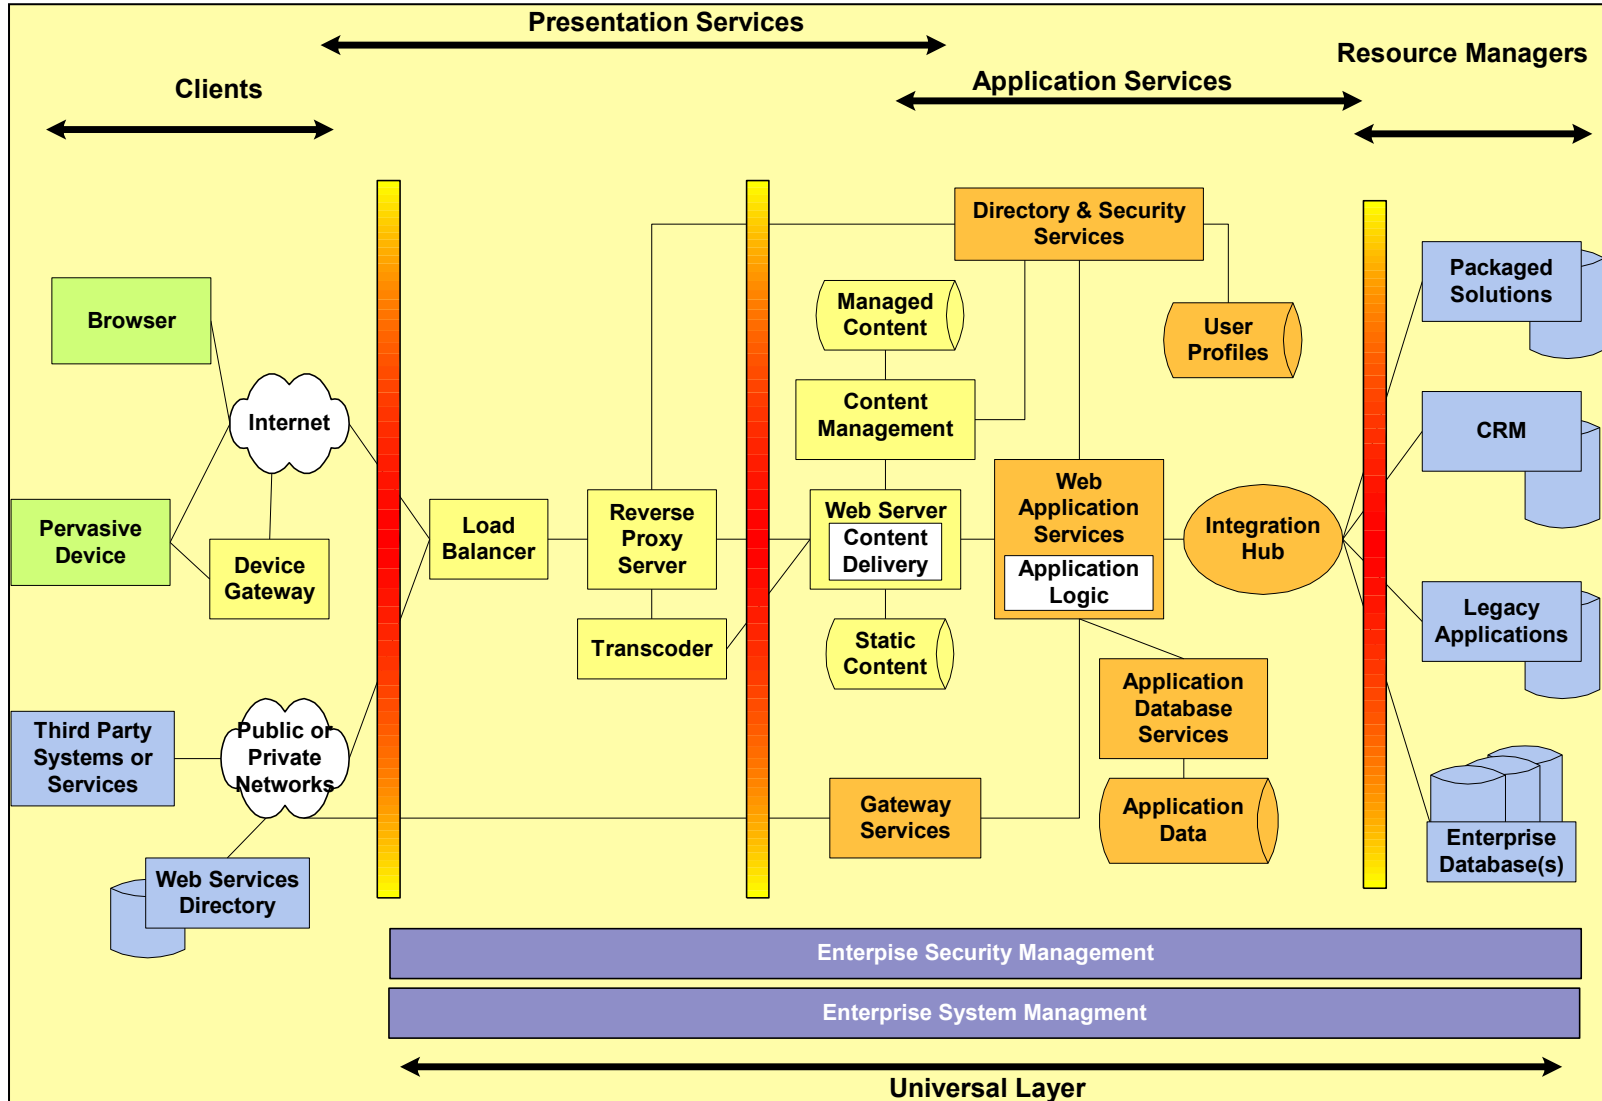 Presentation Services
Resource Managers
Clients
Application Services
Directory & Security
Services
Browser
Managed
Content
User
Profiles
Packaged
Solutions
Internet
Content
Management
CRM
Pervasive
Device
Device
Gateway
Load
Balancer
Reverse
Proxy
Server
Web Server
Content
Delivery
Web
Application
Services
Application
Logic
Integration
Hub
Transcoder
Static
Content
Legacy
Applications
Third Party
Systems or
Services
Public or
Private
Networks
Application
Database
Services
Gateway
Services
Application
Data
Enterprise
Database(s)
Web Services
Directory
Enterpise Security Management
Enterprise System Managment
Universal Layer